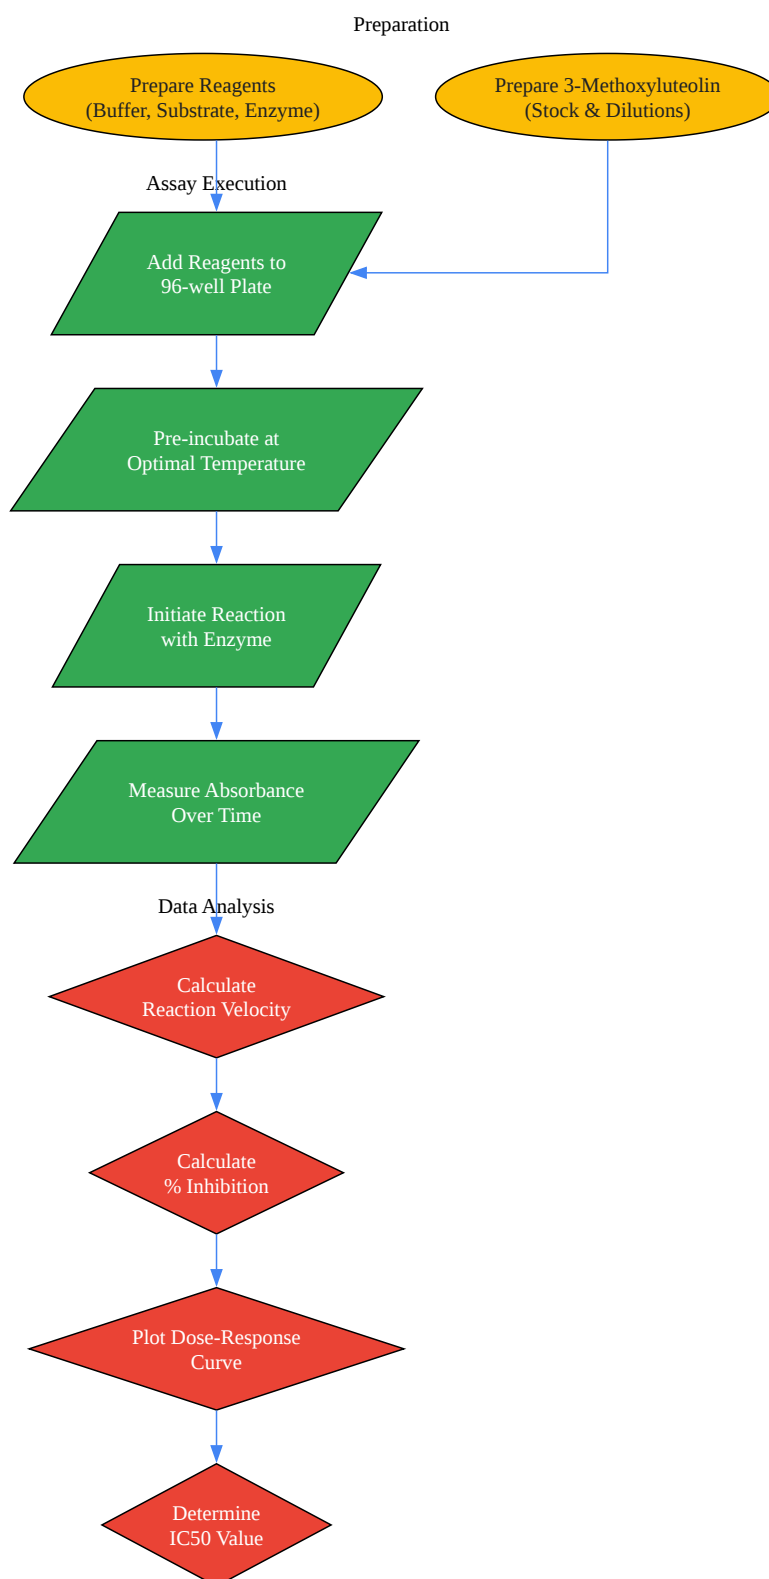 Preparation
Prepare Reagents
(Buffer, Substrate, Enzyme)
Prepare 3-Methoxyluteolin
(Stock & Dilutions)
Assay Execution
Add Reagents to
96-well Plate
Pre-incubate at
Optimal Temperature
Initiate Reaction
with Enzyme
Measure Absorbance
Over Time
Data Analysis
Calculate
Reaction Velocity
Calculate
% Inhibition
Plot Dose-Response
Curve
Determine
IC50 Value